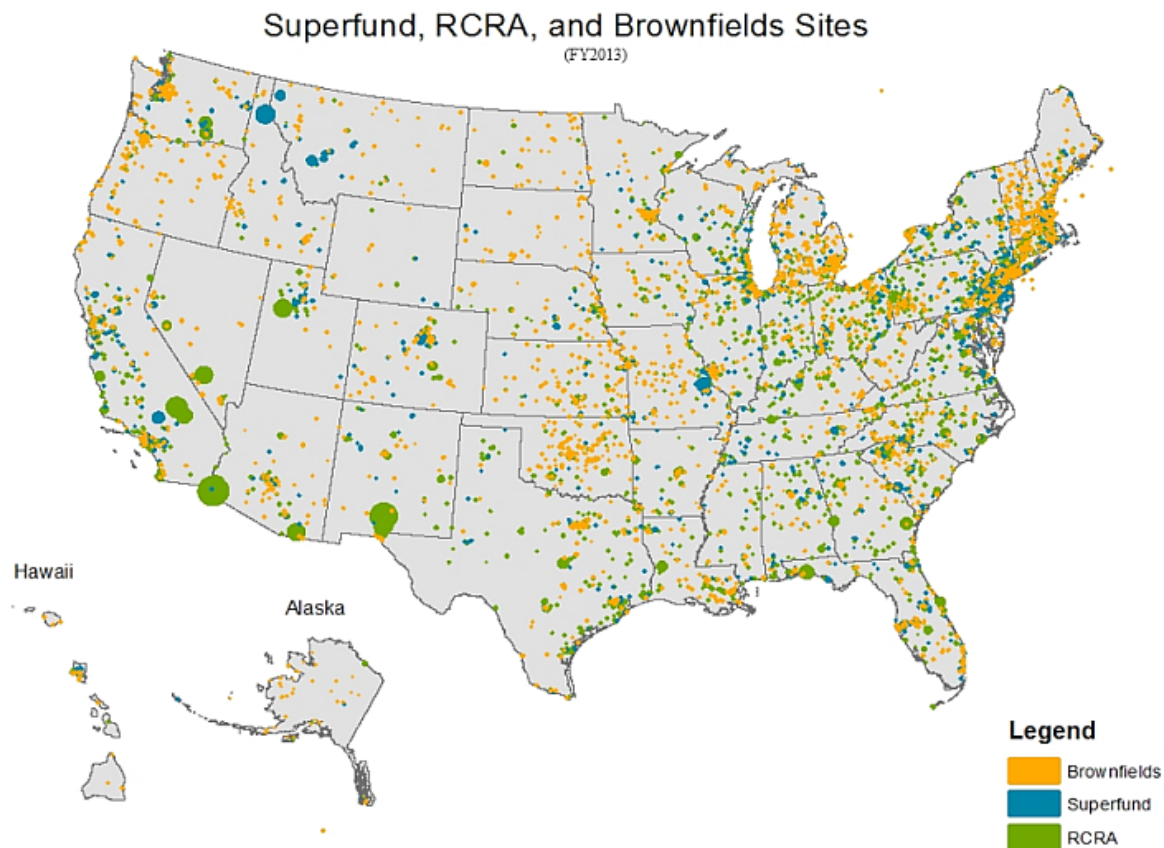 Superfund, RCRA, and Brownfields Sites
(FY2013)
Hawaii
Alaska
Legend
Brownfields
Superfund
RCRA